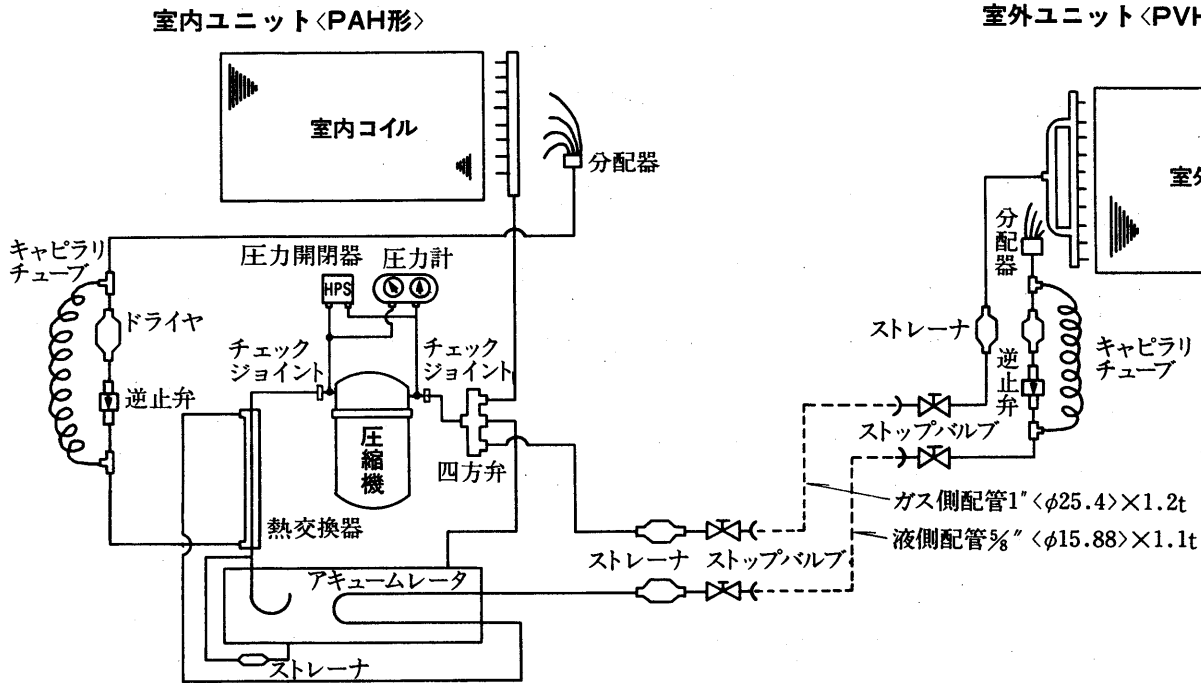 室内ユニット〈PAH形〉
室外ユニット〈PVH
室内コイル
分配器
室外
分配器
キャピラリ
チューブ
圧力開閉器
圧力計
HPS
ドライヤ
チェック
ジョイント
チェック
ジョイント
逆止弁
圧縮機
四方弁
熱交換器
アキュームレータ
ストレーナ
ストレーナ
ストップバルブ
ストレーナ
逆止弁
キャピラリ
チューブ
ストップバルブ
ガス側配管1″〈φ25.4〉×1.2t
液側配管5/8″〈φ15.88〉×1.1t